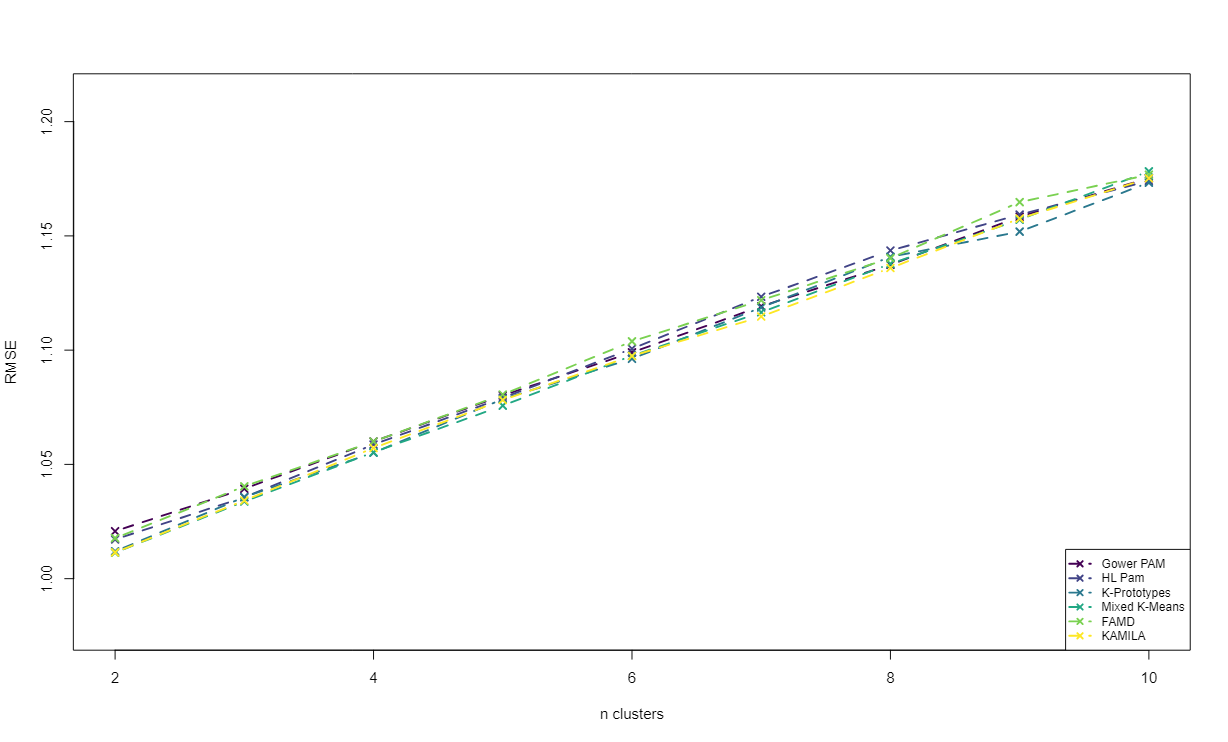 1.20
1.15
1.10
1.05
1.00
RMSE
2
4
6
8
10
n clusters
Gower PAM
HL Pam
K-Prototypes
Mixed K-Means
FAMD
KAMILA